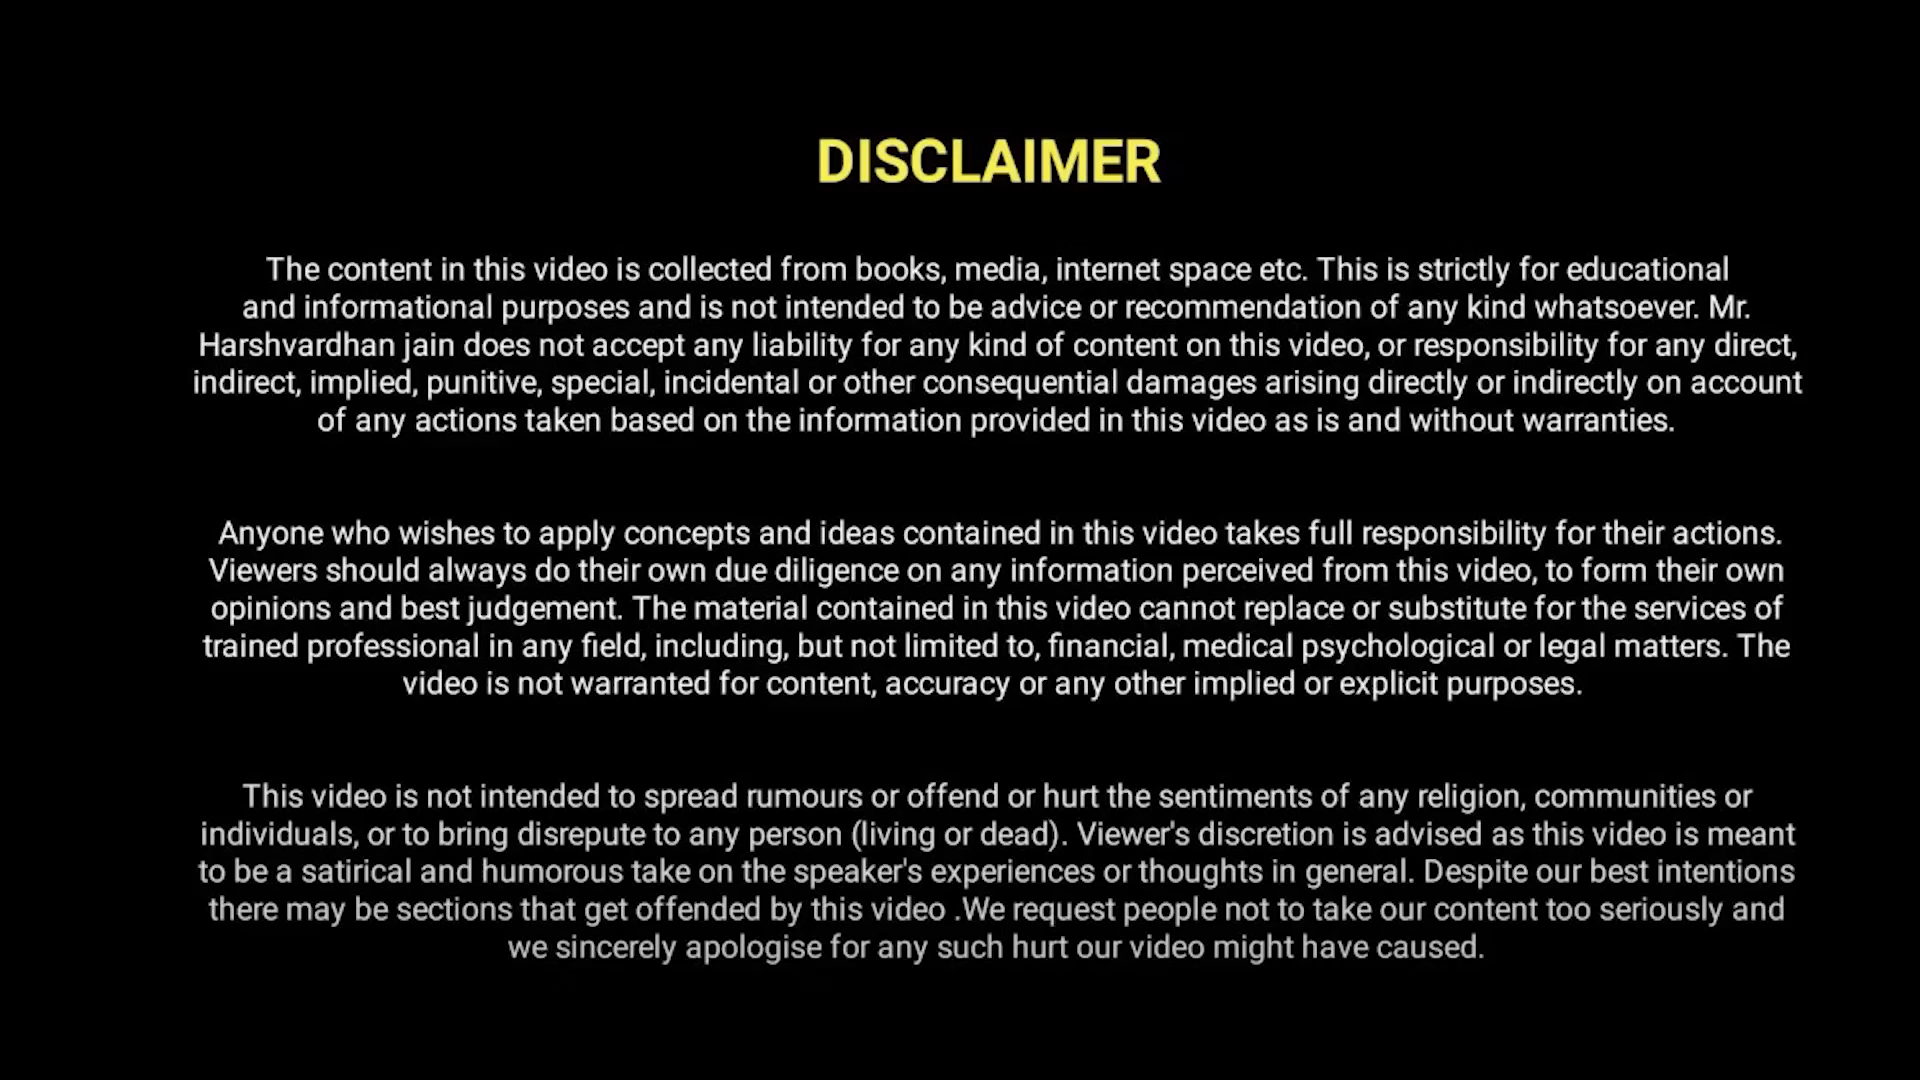 DISCLAIMER
The content in this video is collected from books, media, internet space etc. This is strictly for educational
and informational purposes and is not intended to be advice or recommendation of any kind whatsoever. Mr.
Harshvardhan jain does not accept any liability for any kind of content on this video, or responsibility for any direct,
indirect, implied, punitive, special, incidental or other consequential damages arising directly or indirectly on account
of any actions taken based on the information provided in this video as is and without warranties.
Anyone who wishes to apply concepts and ideas contained in this video takes full responsibility for their actions.
Viewers should always do their own due diligence on any information perceived from this video, to form their own
opinions and best judgement. The material contained in this video cannot replace or substitute for the services of
trained professional in any field, including, but not limited to, financial, medical psychological or legal matters. The
video is not warranted for content, accuracy or any other implied or explicit purposes.
This video is not intended to spread rumours or offend or hurt the sentiments of any religion, communities or
individuals, or to bring disrepute to any person (living or dead). Viewer's discretion is advised as this video is meant
to be a satirical and humorous take on the speaker's experiences or thoughts in general. Despite our best intentions
there may be sections that get offended by this video .We request people not to take our content too seriously and
we sincerely apologise for any such hurt our video might have caused.